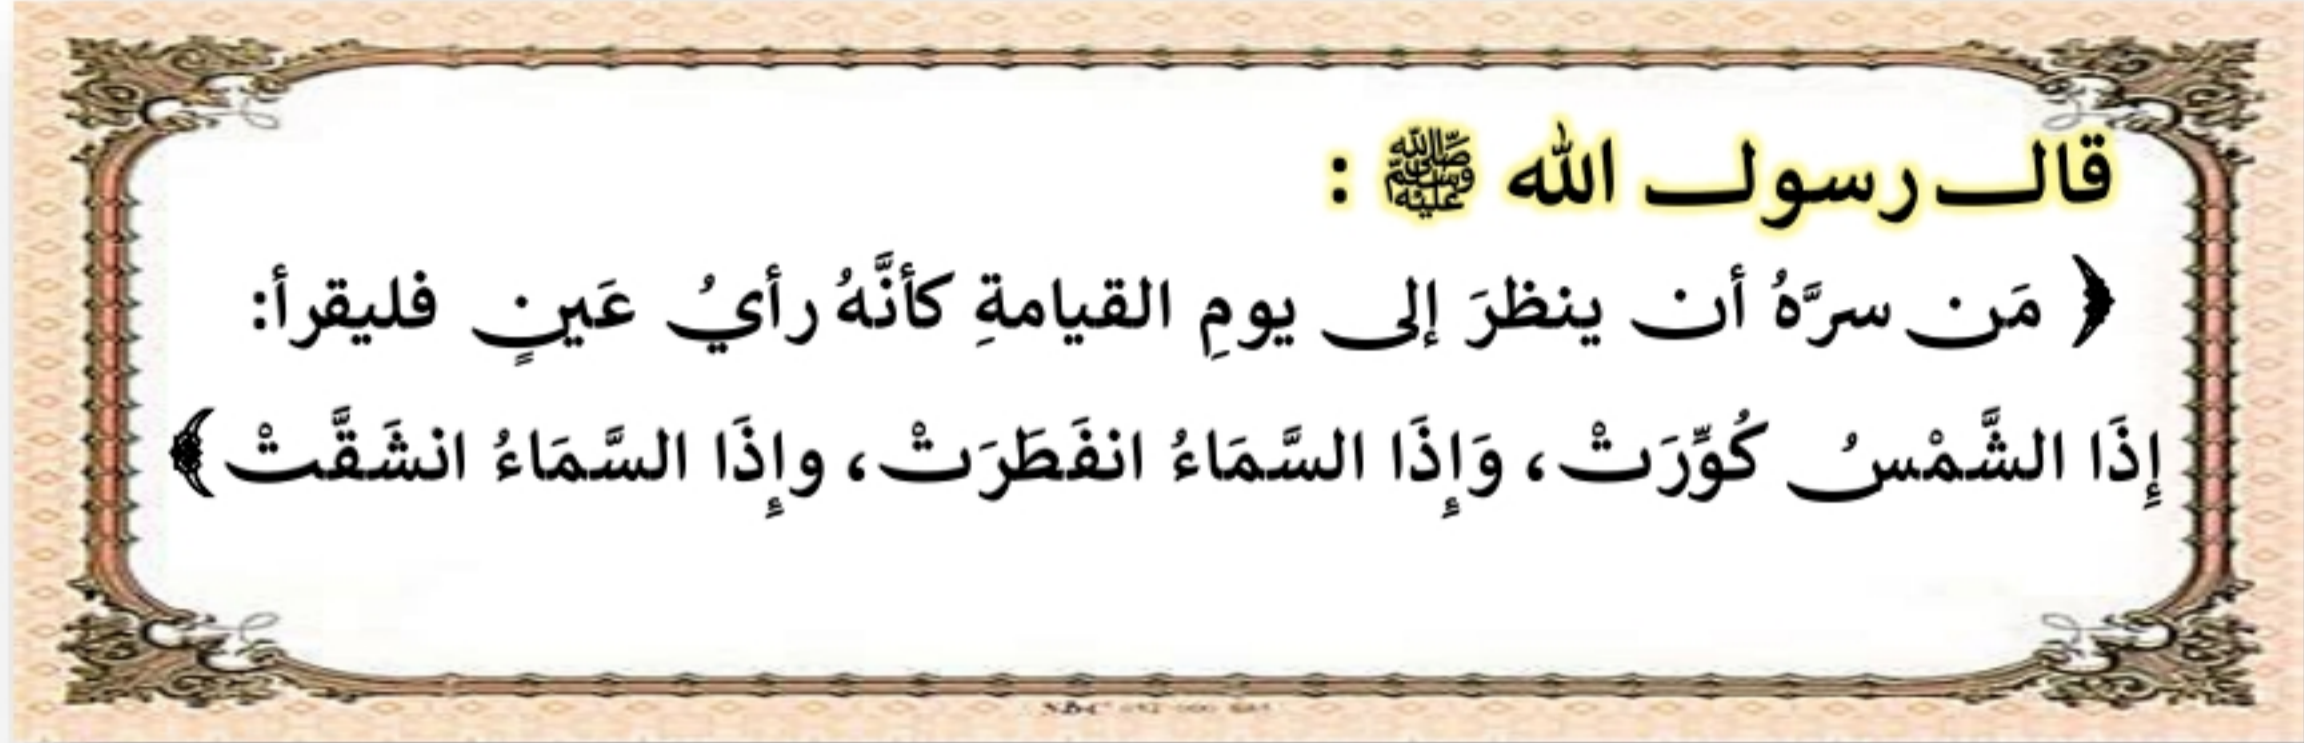 قال رسول الله ﷺ :
﴿ مَن سرَّهُ أن ينظرَ إلى يومِ القيامةِ كأنَّهُ رأيُ عَينٍ فليقرأ:
إِذَا الشَّمْسُ كُوِّرَتْ، وَإِذَا السَّمَاءُ انفَطَرَتْ، وإِذَا السَّمَاءُ انشَقَّتْ ﴾